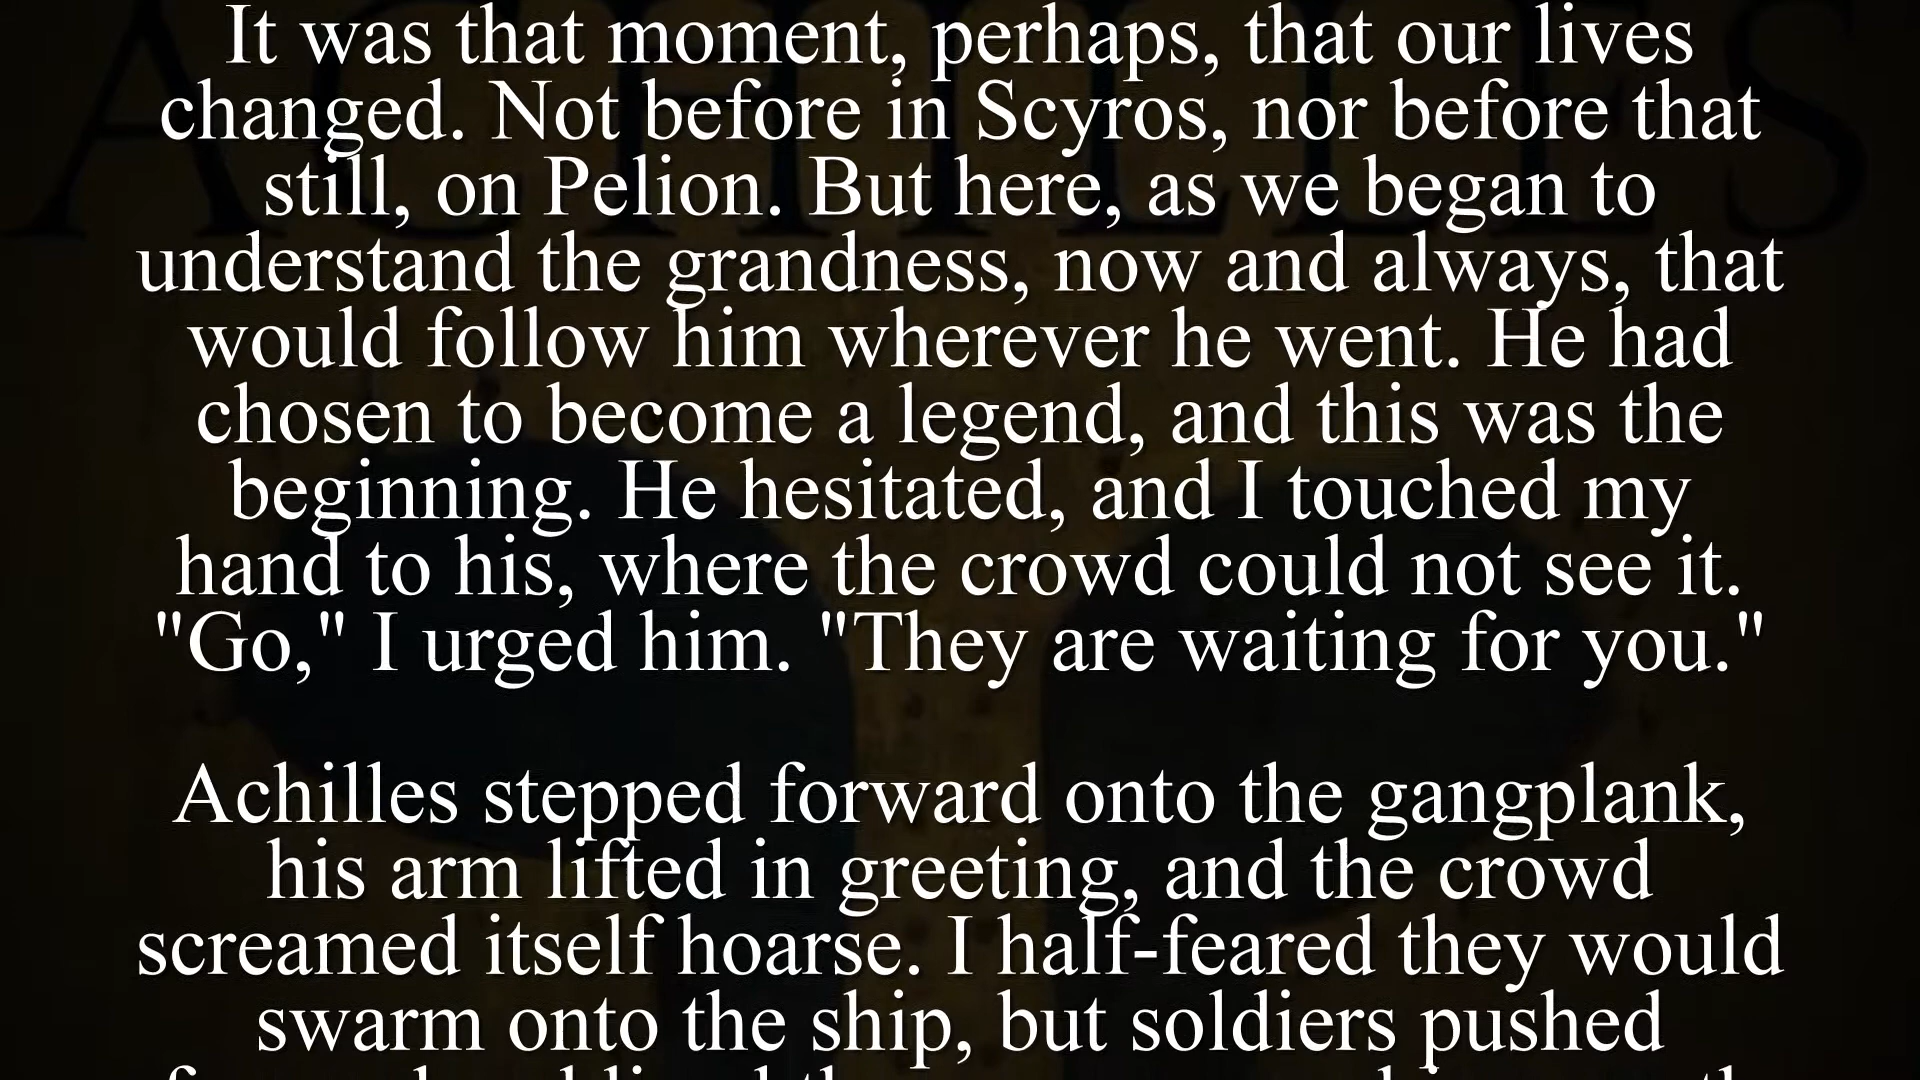 It was that moment, perhaps, that our lives
changed. Not before in Scyros, nor before that
still, on Pelion. But here, as we began to
understand the grandness, now and always, that
would follow him wherever he went. He had
chosen to become a legend, and this was the
beginning. He hesitated, and I touched my
hand to his, where the crowd could not see it.
"Go," I urged him. "They are waiting for you."
Achilles stepped forward onto the gangplank,
his arm lifted in greeting, and the crowd
screamed itself hoarse. I half-feared they would
swarm onto the ship, but soldiers pushed